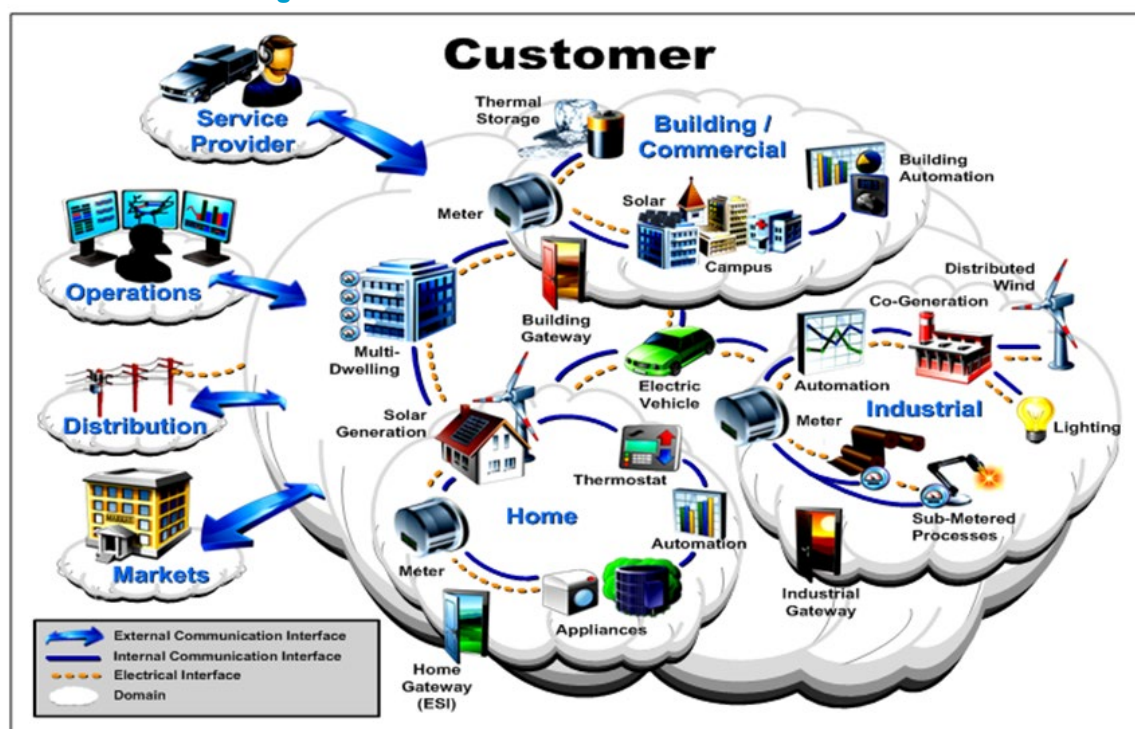 Customer
Service
Provider
Operations
Distribution
Markets
Thermal
Storage
Building /
Commercial
Building
Automation
Meter
Solar
Campus
Building
Gateway
Multi-
Dwelling
Electric
Vehicle
Distributed
Wind
Co-Generation
Automation
Industrial
Meter
Lighting
Sub-Metered
Processes
Industrial
Gateway
Solar
Generation
Thermostat
Home
Automation
Meter
Appliances
Home
Gateway
(ESI)
External Communication Interface
Internal Communication Interface
Electrical Interface
Domain